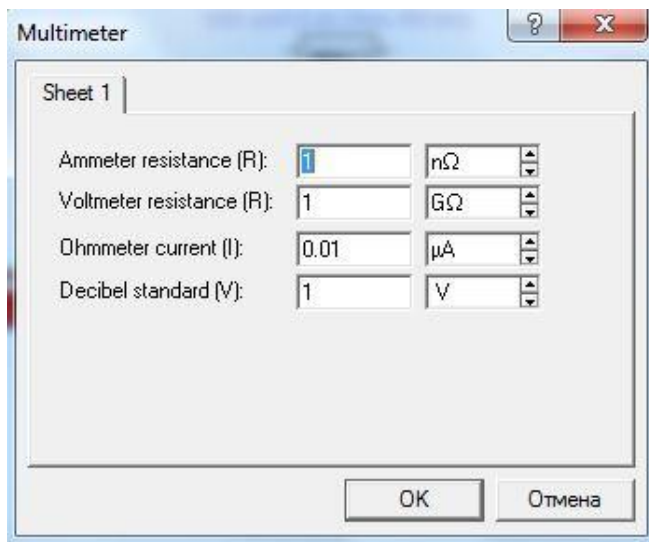 Multimeter ? X
Sheet 1
Ammeter resistance (R): 1 nΩ
Voltmeter resistance (R): 1 GΩ
Ohmmeter current (I): 0.01 µA
Decibel standard (V): 1 V
OK Отмена